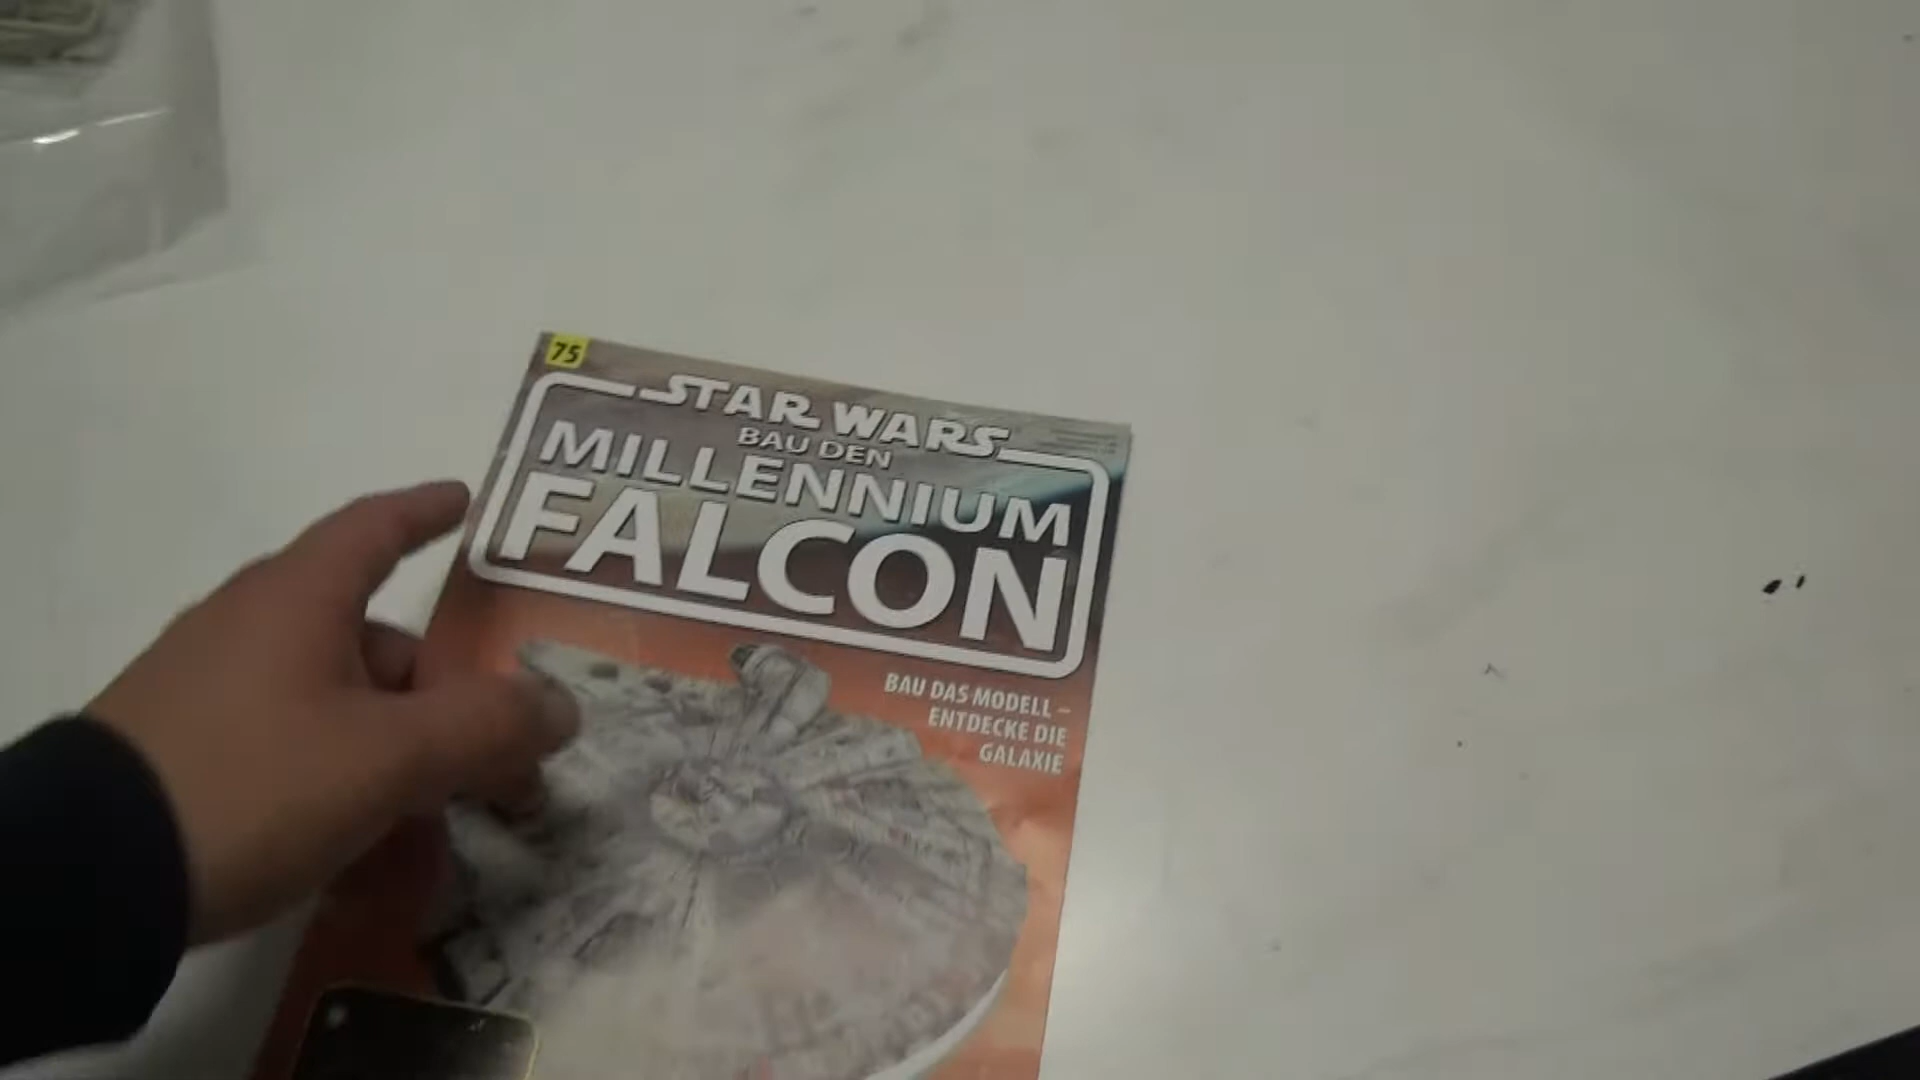 75
STAR WARS
BAU DEN
MILLENNIUM
FALCON
BAU DAS MODELL –
ENTDECKE DIE
GALAXIE